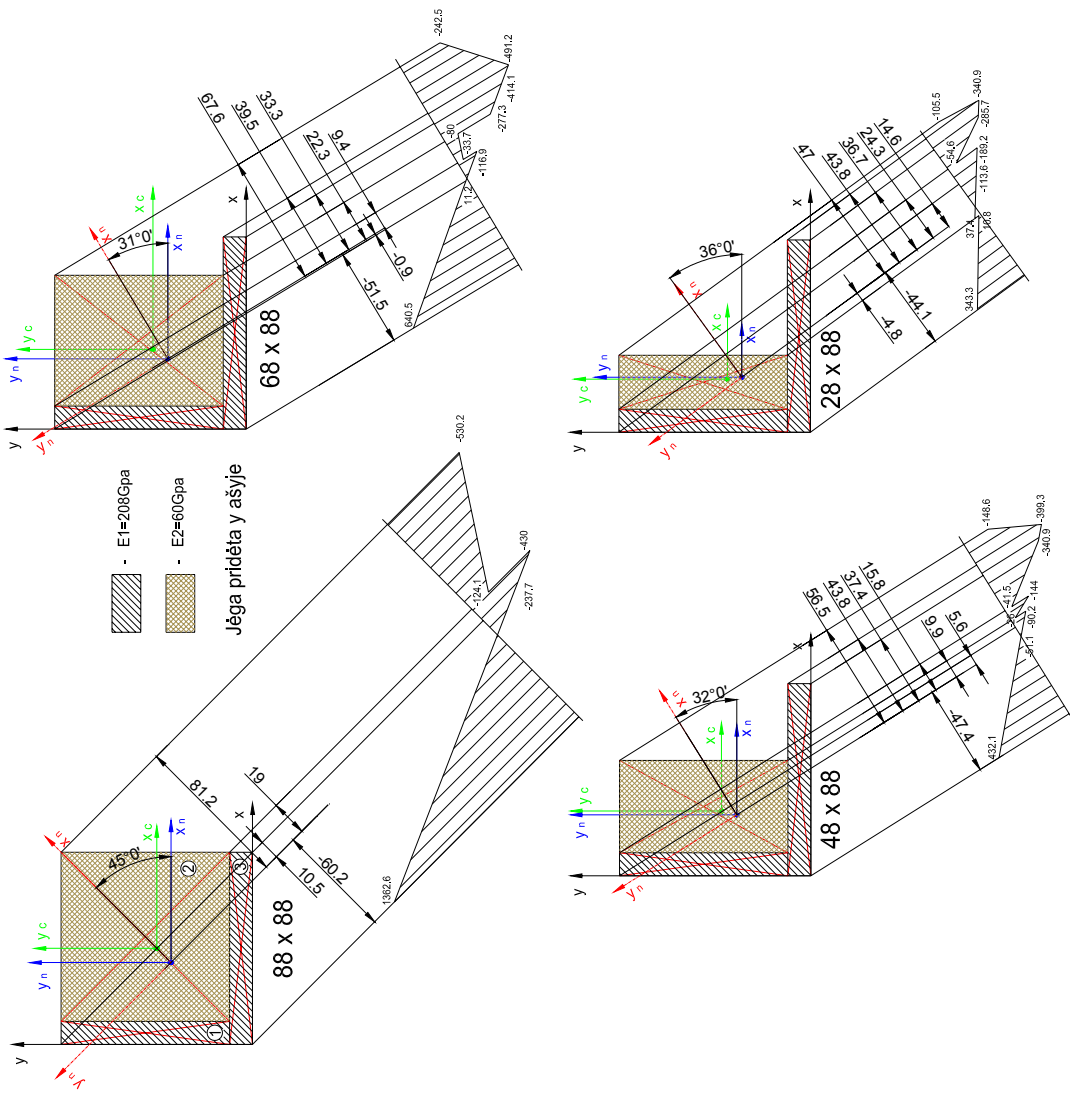 y
y n
y c
x n
x c
x n
x
y n
45°0'
1
2
3
88 x 88
81.2
19
10.5
-60.2
1362.6
-124.1
-530.2
-430
-237.7
- E1=208Gpa
- E2=60Gpa
Jėga pridėta y ašyje
y
y n
y c
x n
x c
x n
x
y n
31°0'
68 x 88
67.6
39.5
33.3
22.3
9.4
-0.9
-51.5
640.5
11.2
-116.9
-33.7
-80
-277.3
-414.1
-491.2
-242.5
y
y n
y c
x n
x c
x n
x
y n
32°0'
48 x 88
56.5
43.8
37.4
15.8
9.9
5.6
-47.4
432.1
-51.1
-90.2
-144
-41.5
-340.9
-399.3
-148.6
y
y n
y c
x n
x c
x n
x
y n
36°0'
28 x 88
47
43.8
36.7
24.3
14.6
-4.8
-44.1
343.3
37.4
-113.6
-189.2
-54.6
-285.7
-340.9
-105.5